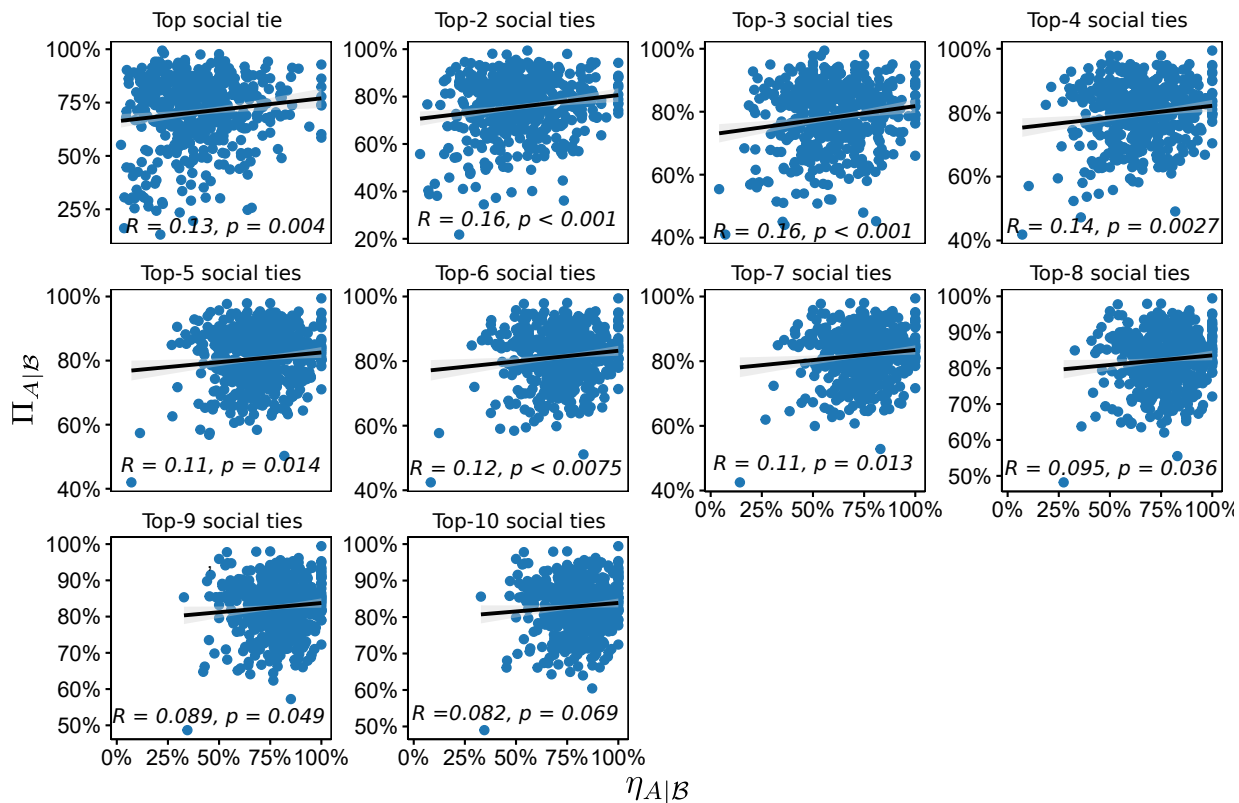 Top social tie
Top-2 social ties
Top-3 social ties
Top-4 social ties
100%
75%
50%
25%
R = 0.13, p = 0.004
100%
80%
60%
40%
20%
R = 0.16, p < 0.001
100%
80%
60%
40%
R = 0.16, p < 0.001
100%
80%
60%
40%
R = 0.14, p = 0.0027
Top-5 social ties
Top-6 social ties
Top-7 social ties
Top-8 social ties
100%
80%
60%
40%
R = 0.11, p = 0.014
100%
80%
60%
40%
R = 0.12, p < 0.0075
100%
80%
60%
40%
R = 0.11, p = 0.013
0% 25% 50% 75% 100%
100%
90%
80%
70%
60%
50%
R = 0.095, p = 0.036
0% 25% 50% 75% 100%
Π_{A|ℬ}
Top-9 social ties
Top-10 social ties
100%
90%
80%
70%
60%
50%
R = 0.089, p = 0.049
0% 25% 50% 75% 100%
100%
90%
80%
70%
60%
50%
R =0.082, p = 0.069
0% 25% 50% 75% 100%
η_{A|ℬ}